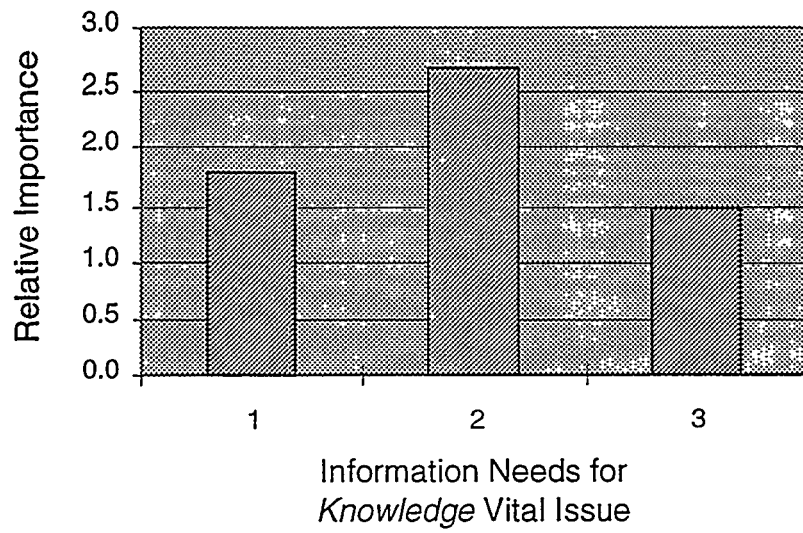 3.0
2.5
2.0
1.5
1.0
0.5
0.0
Relative Importance
1 2 3
Information Needs for
Knowledge Vital Issue